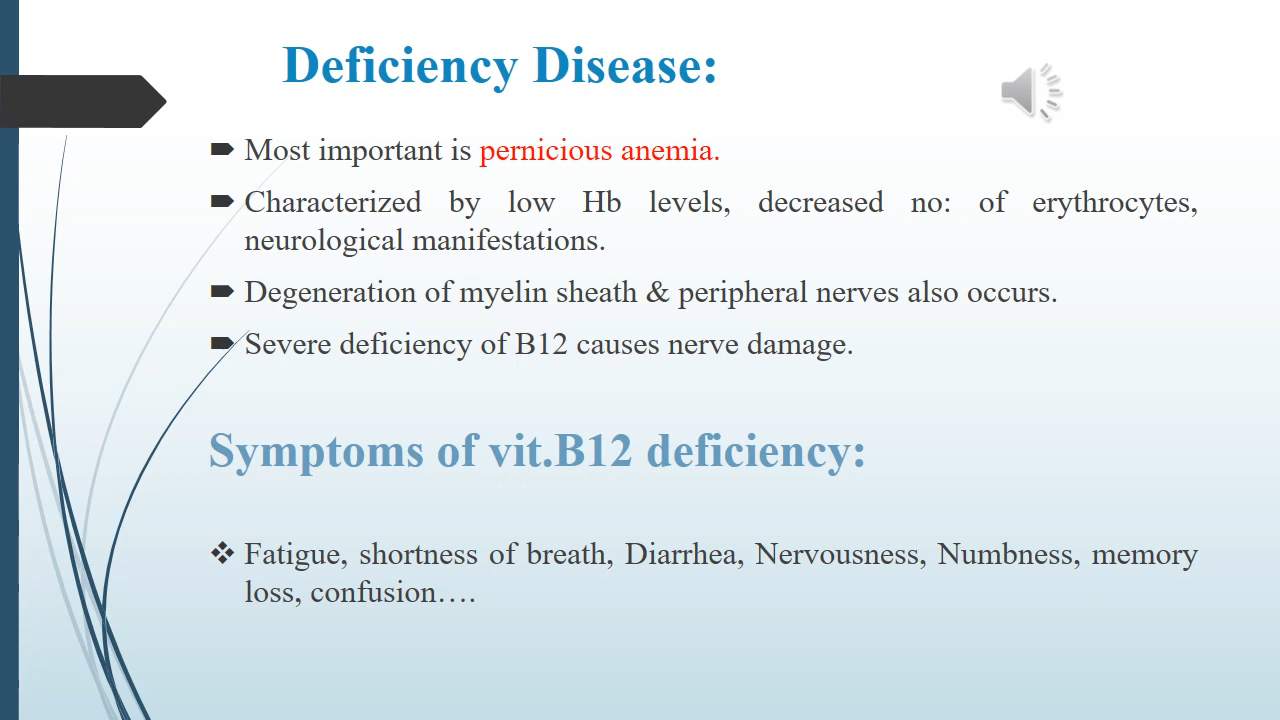 Deficiency Disease:
Most important is pernicious anemia.
Characterized by low Hb levels, decreased no: of erythrocytes,
neurological manifestations.
Degeneration of myelin sheath & peripheral nerves also occurs.
Severe deficiency of B12 causes nerve damage.
Symptoms of vit.B12 deficiency:
Fatigue, shortness of breath, Diarrhea, Nervousness, Numbness, memory
loss, confusion….